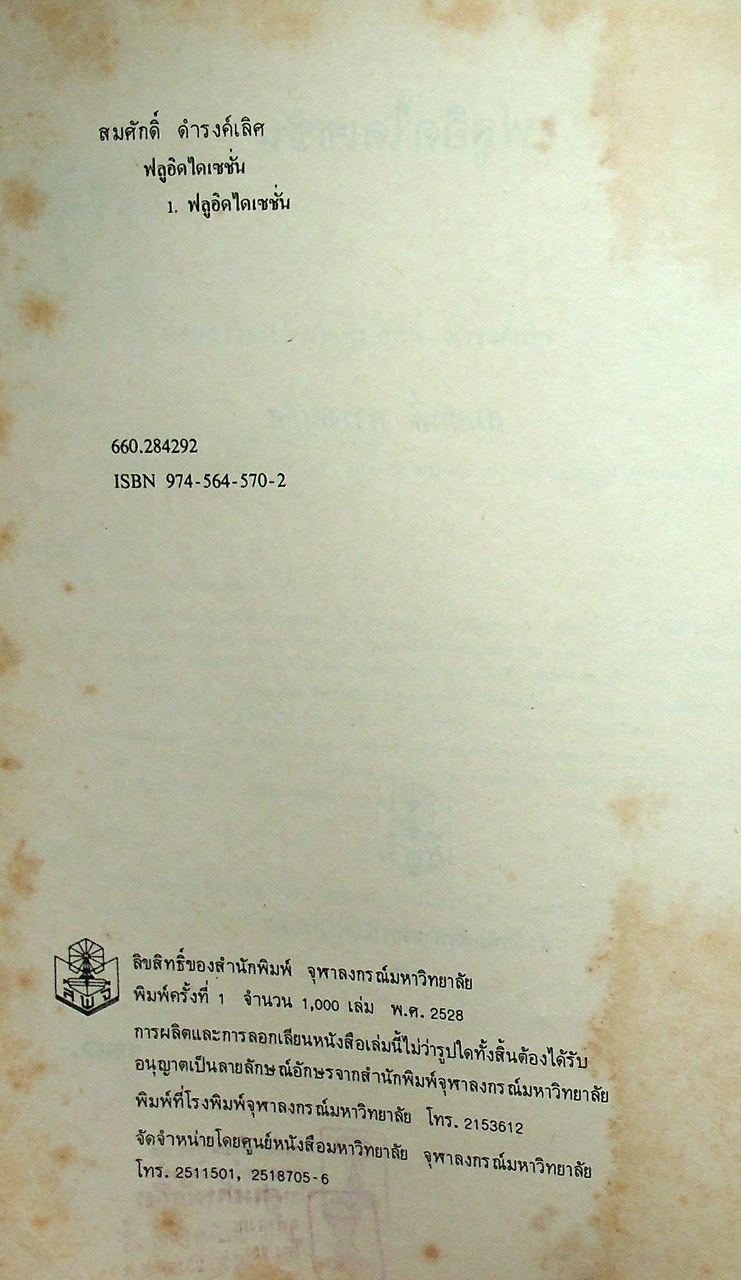 สมศักดิ์ ดำรงค์เลิศ
ฟลูอิดไดเซชั่น
1. ฟลูอิดไดเซชั่น
660.284292
ISBN 974-564-570-2
สพจ
ลิขสิทธิ์ของสำนักพิมพ์ จุฬาลงกรณ์มหาวิทยาลัย
พิมพ์ครั้งที่ 1 จำนวน 1,000 เล่ม พ.ศ. 2528
การผลิตและการลอกเลียนหนังสือเล่มนี้ไม่ว่ารูปใดทั้งสิ้นต้องได้รับ
อนุญาตเป็นลายลักษณ์อักษรจากสำนักพิมพ์จุฬาลงกรณ์มหาวิทยาลัย
พิมพ์ที่โรงพิมพ์จุฬาลงกรณ์มหาวิทยาลัย โทร. 2153612
จัดจำหน่ายโดยศูนย์หนังสือมหาวิทยาลัย จุฬาลงกรณ์มหาวิทยาลัย
โทร. 2511501, 2518705-6